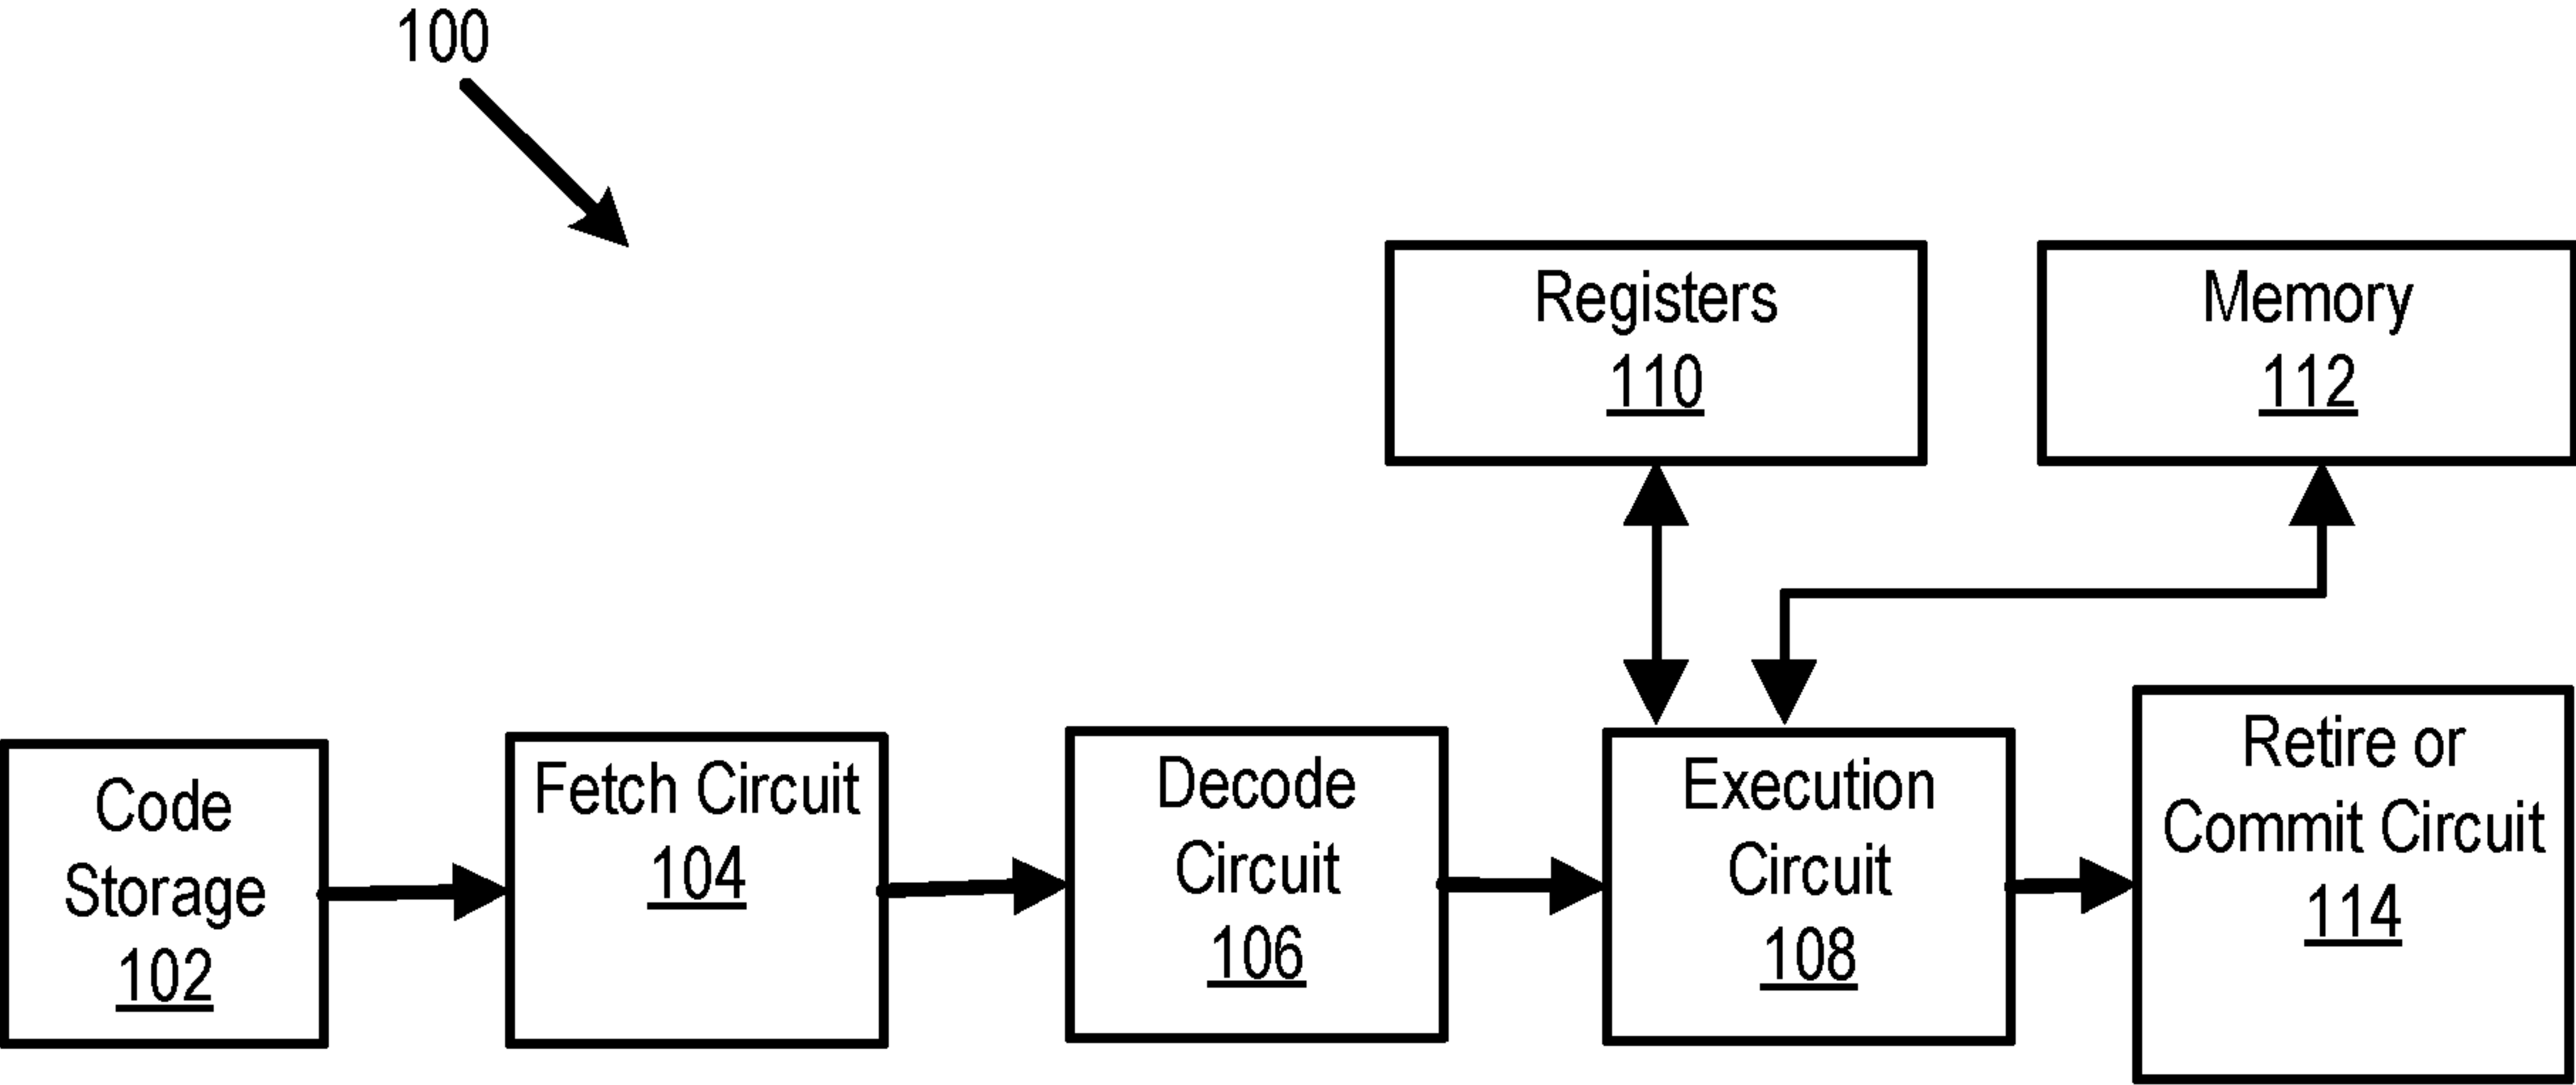 100
Registers
110
Memory
112
Code
Storage
102
Fetch Circuit
104
Decode
Circuit
106
Execution
Circuit
108
Retire or
Commit Circuit
114